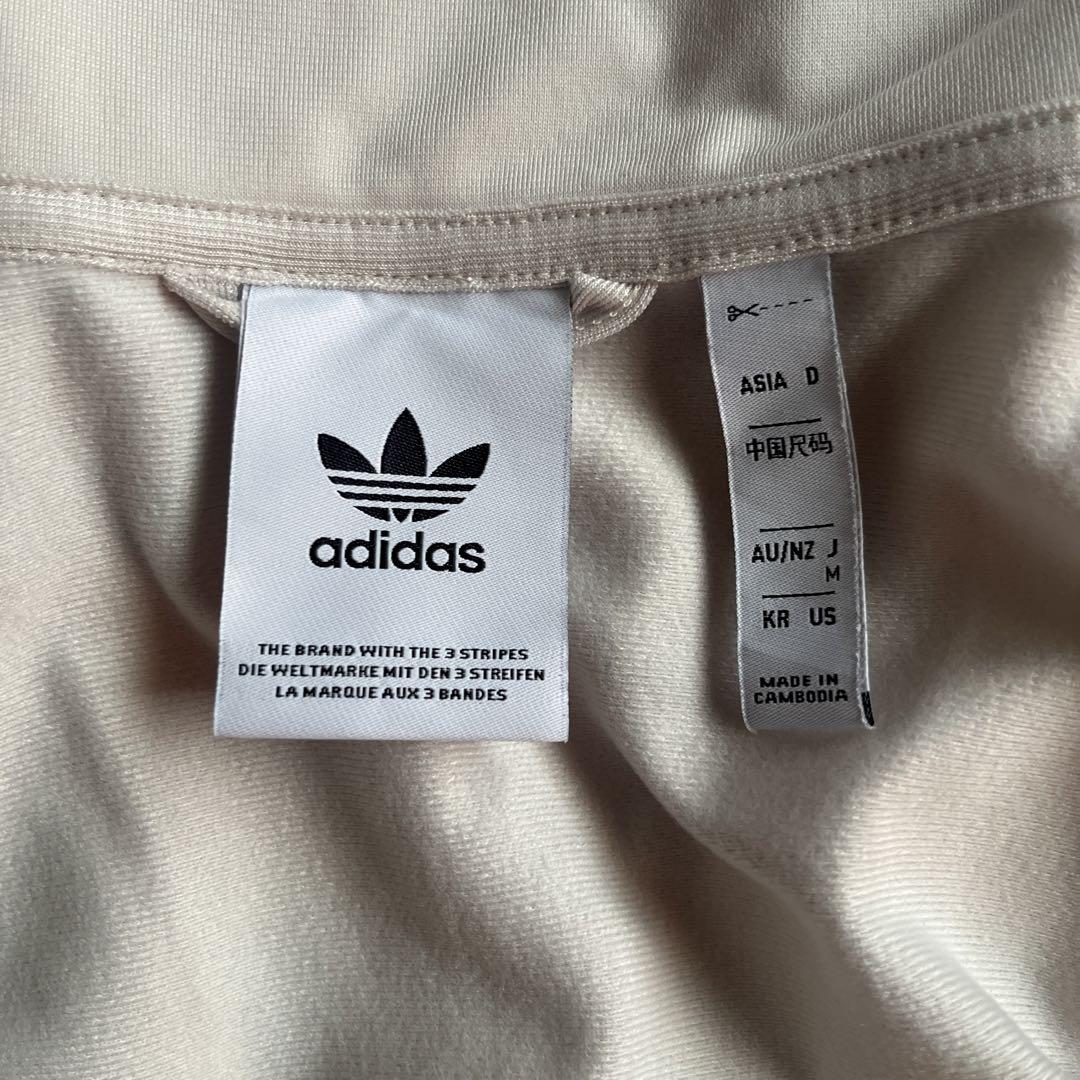 adidas
THE BRAND WITH THE 3 STRIPES
DIE WELTMARKE MIT DEN 3 STREIFEN
LA MARQUE AUX 3 BANDES
ASIA D
中国尺码
AU/NZ J
M
KR US
MADE IN
CAMBODIA